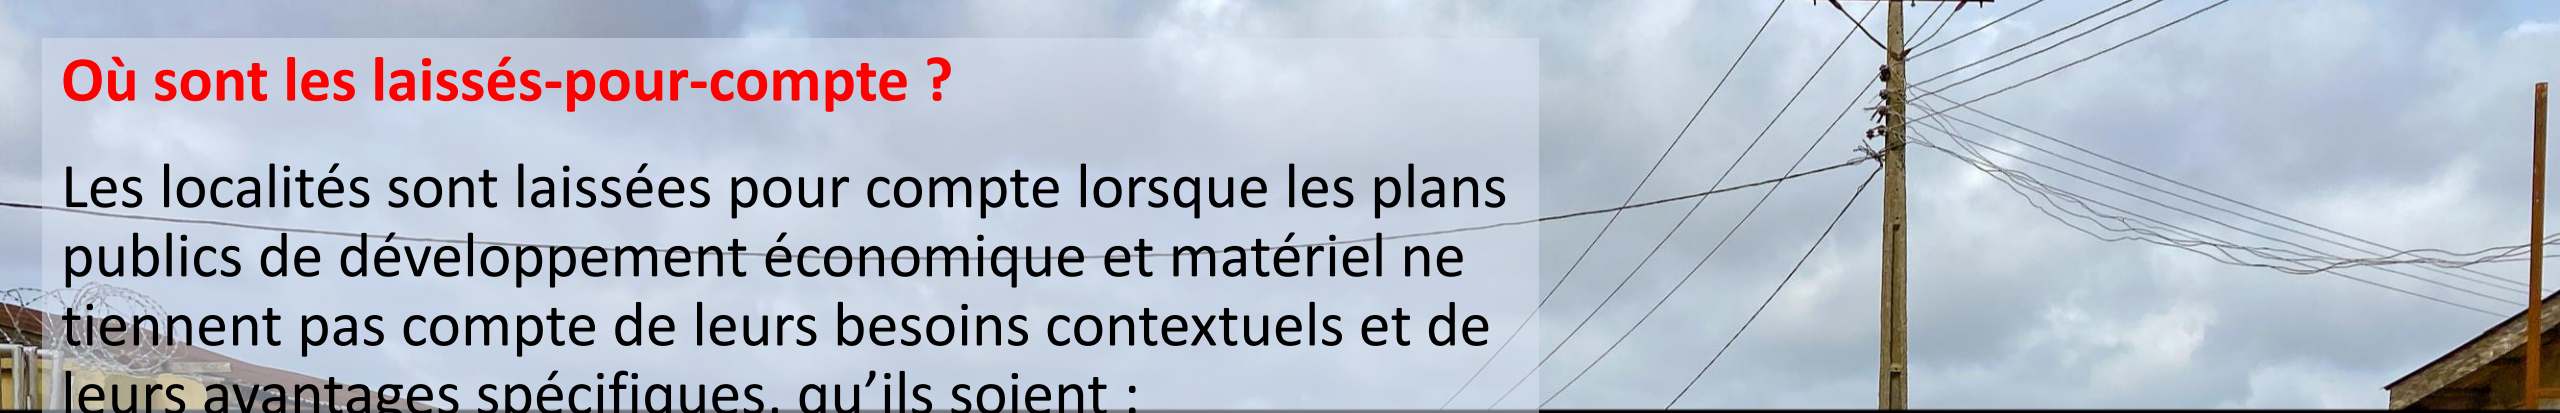 Où sont les laissés-pour-compte ?
Les localités sont laissées pour compte lorsque les plans
publics de développement économique et matériel ne
tiennent pas compte de leurs besoins contextuels et de
leurs avantages spécifiques, qu’ils soient :